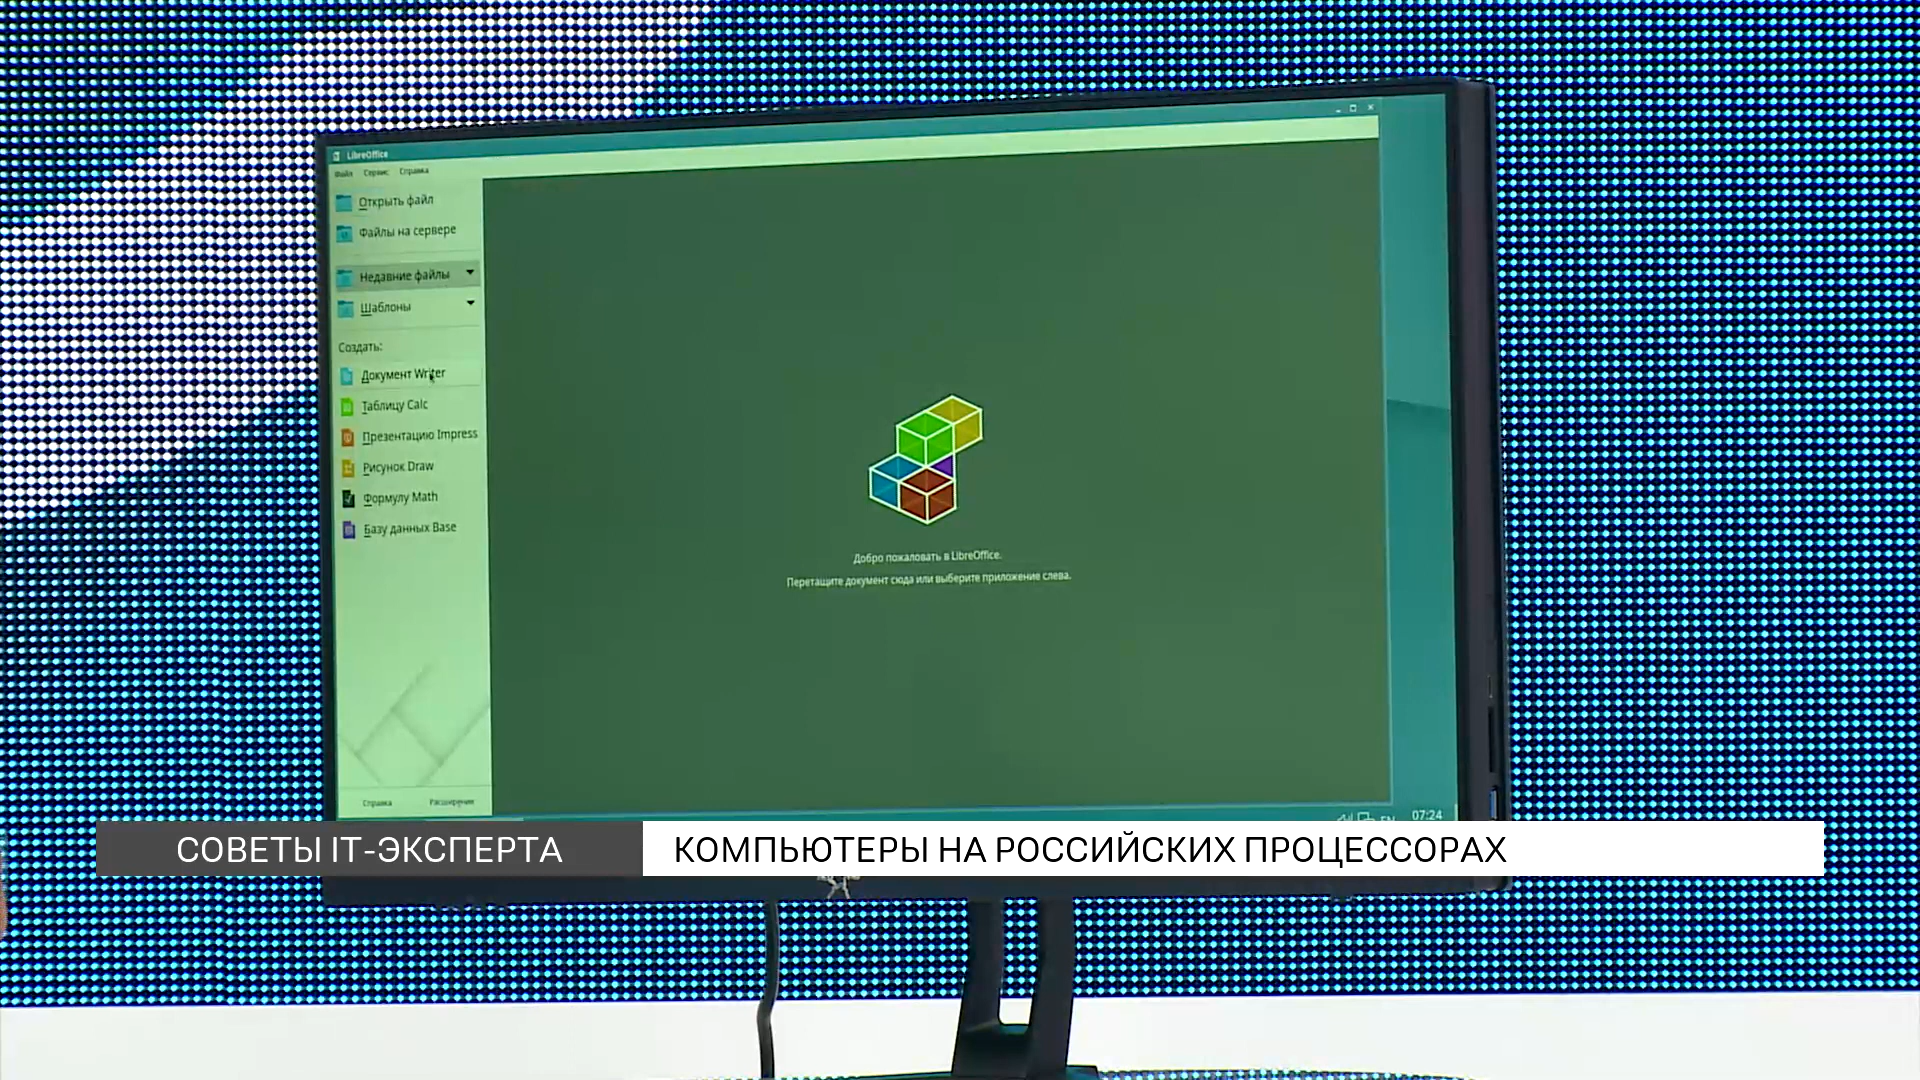 LibreOffice
Файл Сервис Справка
Открыть файл
Файлы на сервере
Недавние файлы
Шаблоны
Создать:
Документ Writer
Таблицу Calc
Презентацию Impress
Рисунок Draw
Формулу Math
Базу данных Base
Добро пожаловать в LibreOffice.
Перетащите документ сюда или выберите приложение слева.
Справка Расширения
EN 07:24
СОВЕТЫ IT-ЭКСПЕРТА КОМПЬЮТЕРЫ НА РОССИЙСКИХ ПРОЦЕССОРАХ